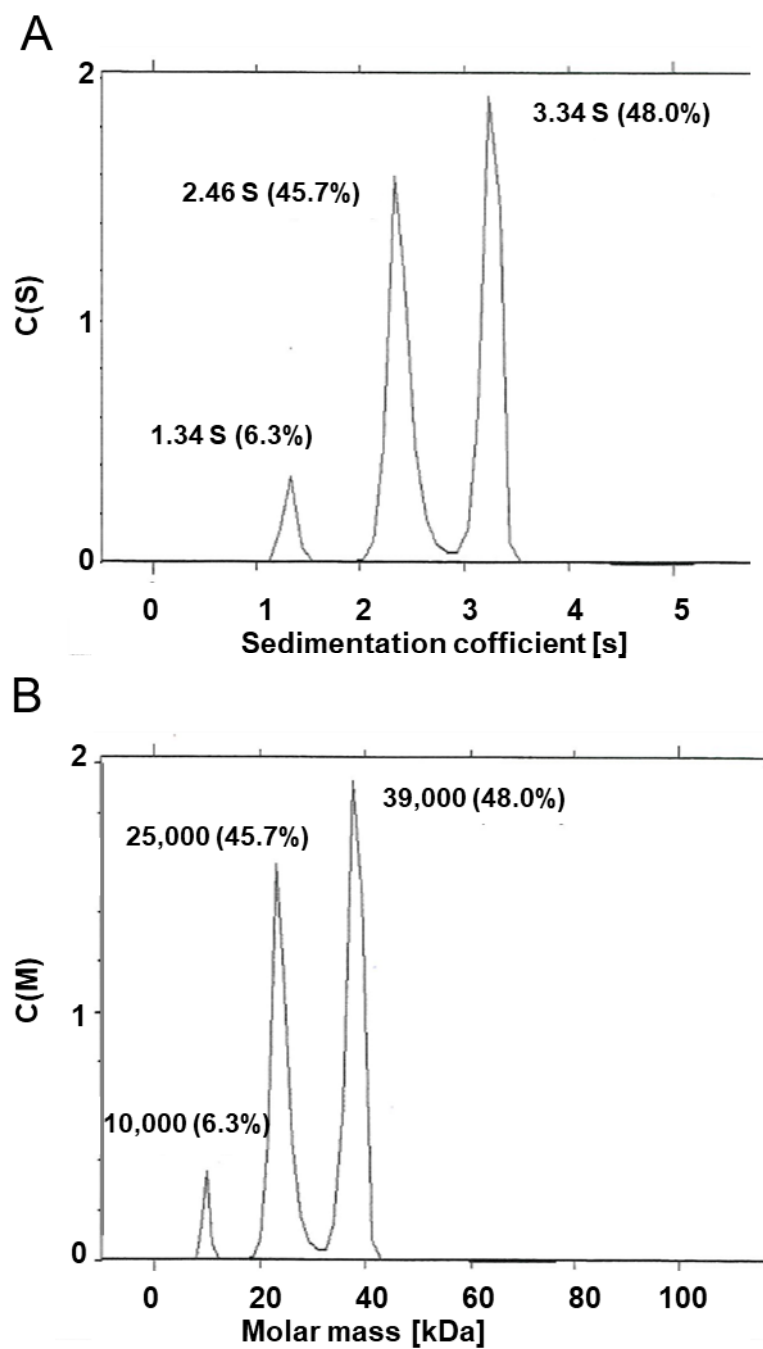 A
2
3.34 S (48.0%)
2.46 S (45.7%)
C(S)
1
1.34 S (6.3%)
0
0 1 2 3 4 5
Sedimentation cofficient [s]
B
2
39,000 (48.0%)
25,000 (45.7%)
C(M)
1
10,000 (6.3%)
0
0 20 40 60 80 100
Molar mass [kDa]